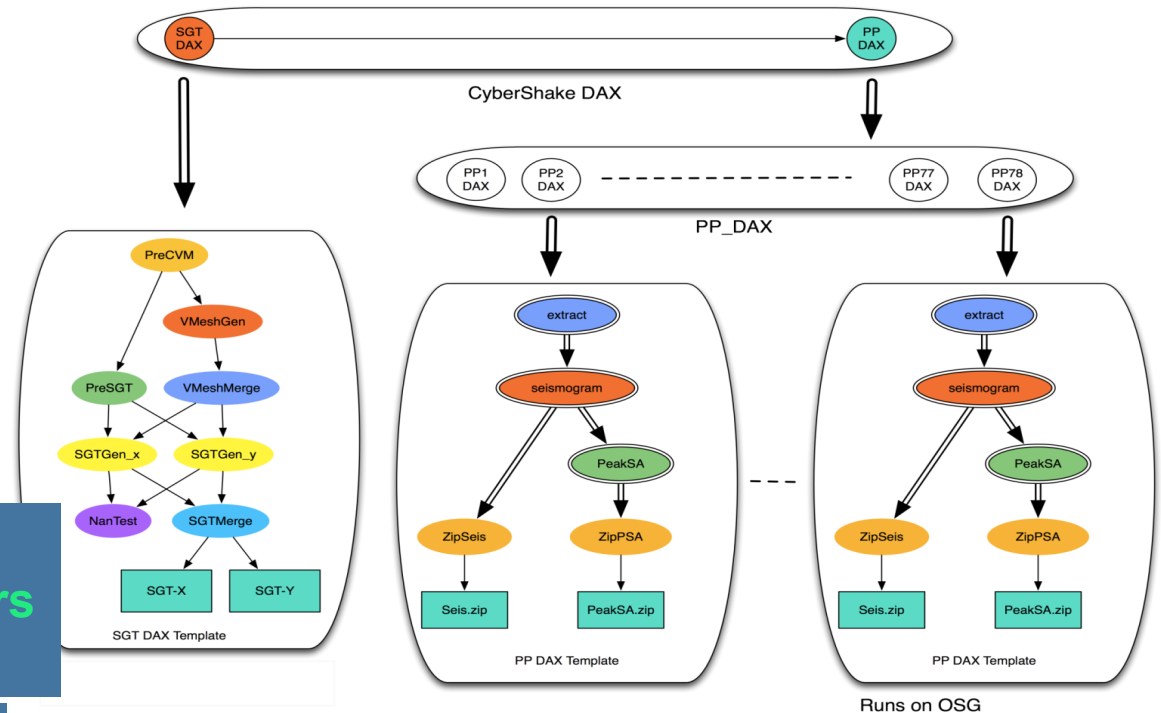 SGT
DAX
PP
DAX
CyberShake DAX
PP1
DAX
PP2
DAX
PP77
DAX
PP78
DAX
PP_DAX
PreCVM
VMeshGen
PreSGT
VMeshMerge
SGTGen_x
SGTGen_y
NanTest
SGTMerge
SGT-X
SGT-Y
SGT DAX Template
extract
seismogram
PeakSA
ZipSeis
ZipPSA
Seis.zip
PeakSA.zip
PP DAX Template
extract
seismogram
PeakSA
ZipSeis
ZipPSA
Seis.zip
PeakSA.zip
PP DAX Template
Runs on OSG
rs